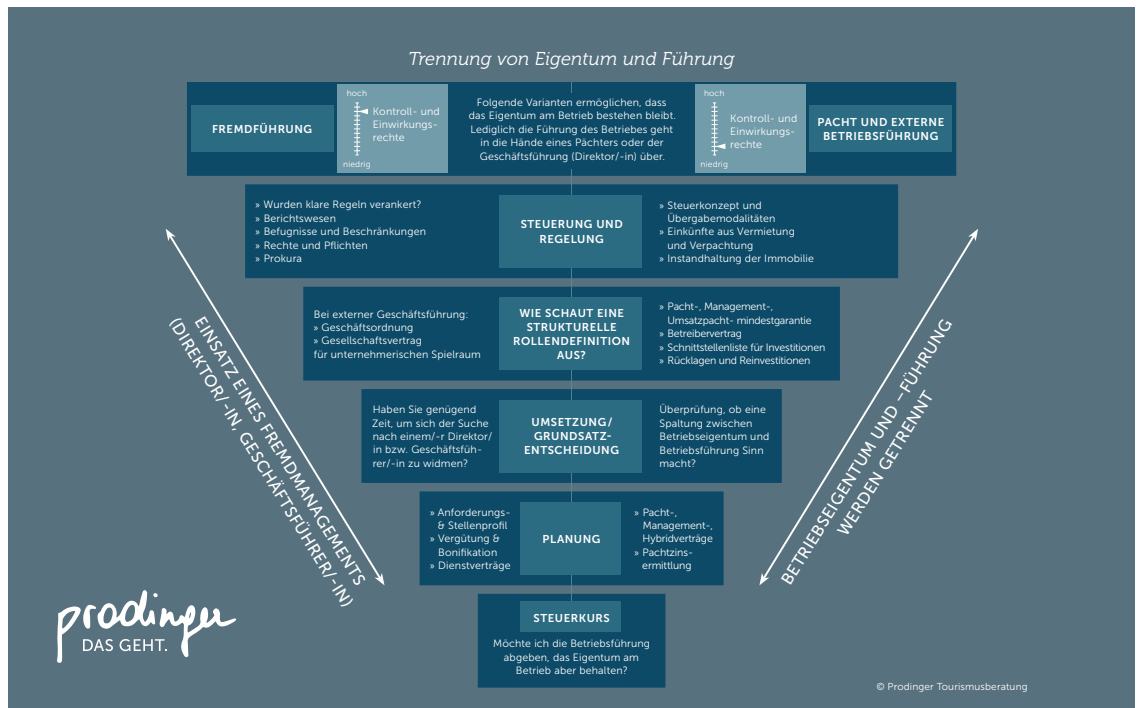 Trennung von Eigentum und Führung
FREMDFÜHRUNG
hoch
Kontroll- und
Einwirkungs-
rechte
niedrig
Folgende Varianten ermöglichen, dass
das Eigentum am Betrieb bestehen bleibt.
Lediglich die Führung des Betriebes geht
in die Hände eines Pächters oder der
Geschäftsführung (Direktor/-in) über.
hoch
Kontroll- und
Einwirkungs-
rechte
niedrig
PACHT UND EXTERNE
BETRIEBSFÜHRUNG
» Wurden klare Regeln verankert?
» Berichtswesen
» Befugnisse und Beschränkungen
» Rechte und Pflichten
» Prokura
STEUERUNG UND
REGELUNG
» Steuerkonzept und
Übergabemodalitäten
» Einkünfte aus Vermietung
und Verpachtung
» Instandhaltung der Immobilie
Bei externer Geschäftsführung:
» Geschäftsordnung
» Gesellschaftsvertrag
für unternehmerischen Spielraum
WIE SCHAUT EINE
STRUKTURELLE
ROLLENDEFINITION
AUS?
» Pacht-, Management-,
Umsatzpacht- mindestgarantie
» Betreibervertrag
» Schnittstellenliste für Investitionen
» Rücklagen und Reinvestitionen
Haben Sie genügend
Zeit, um sich der Suche
nach einem/-r Direktor/
in bzw. Geschäftsfüh-
rer/-in zu widmen?
UMSETZUNG/
GRUNDSATZ-
ENTSCHEIDUNG
Überprüfung, ob eine
Spaltung zwischen
Betriebseigentum und
Betriebsführung Sinn
macht?
» Anforderungs-
& Stellenprofil
» Vergütung &
Bonifikation
» Dienstverträge
PLANUNG
» Pacht-,
Management-,
Hybridverträge
» Pachtzins-
ermittlung
STEUERKURS
Möchte ich die Betriebsführung
abgeben, das Eigentum am
Betrieb aber behalten?
EINSATZ EINES FREMDMANAGEMENTS
(DIREKTOR/-IN, GESCHÄFTSFÜHRER/-IN)
BETRIEBSEIGENTUM UND –FÜHRUNG
WERDEN GETRENNT
prodinger
DAS GEHT.
© Prodinger Tourismusberatung